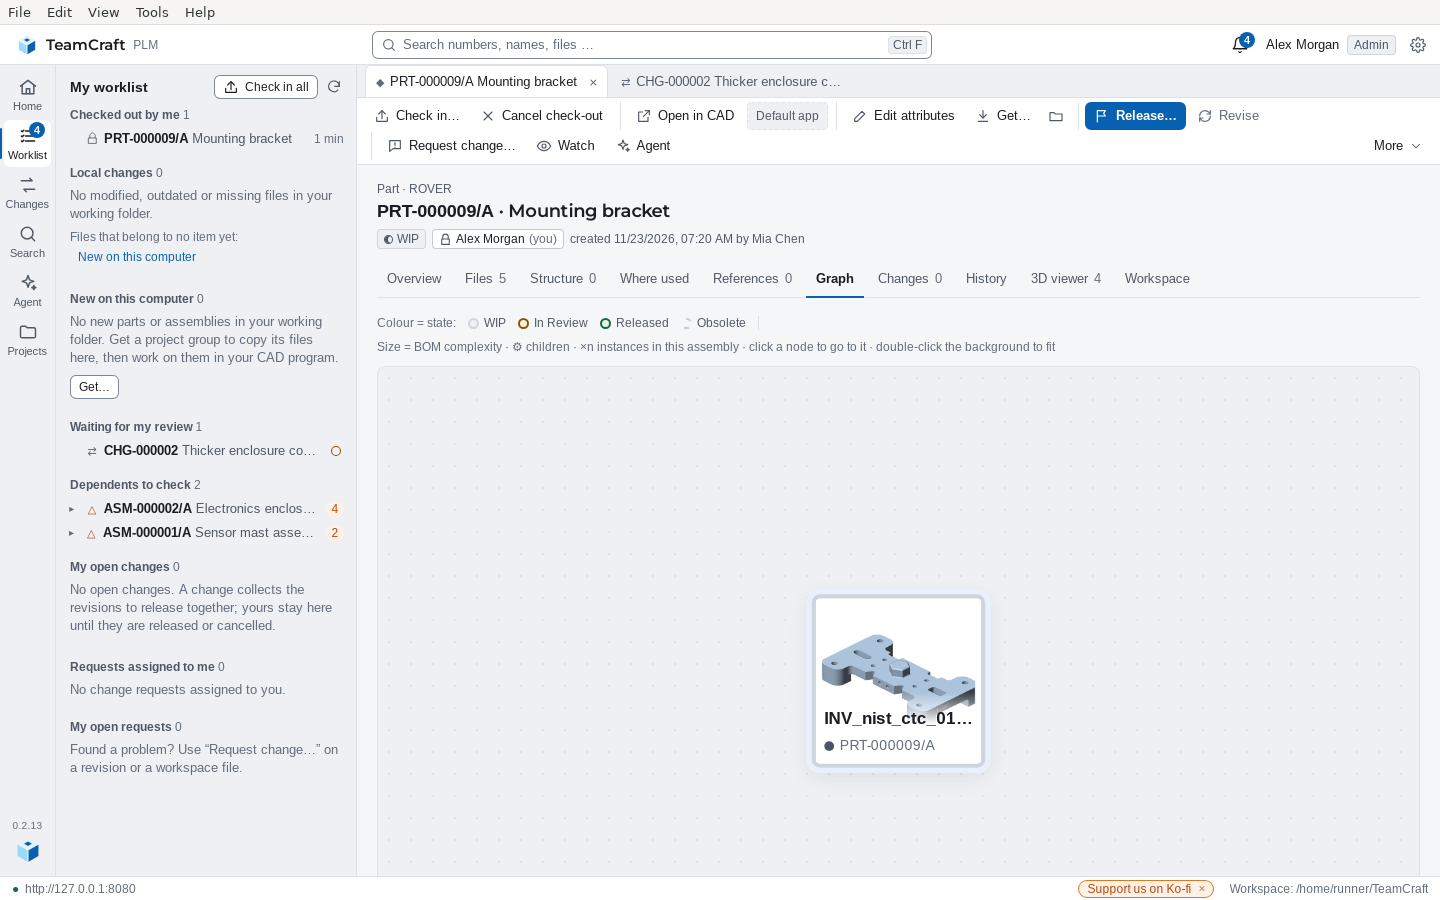 File Edit View Tools Help
TeamCraft PLM
Search numbers, names, files …
Ctrl F
4
Alex Morgan
Admin
Home
4
Worklist
Changes
Search
Agent
Projects
0.2.13
My worklist
Check in all
Checked out by me 1
PRT-000009/A Mounting bracket 1 min
Local changes 0
No modified, outdated or missing files in your
working folder.
Files that belong to no item yet:
New on this computer
New on this computer 0
No new parts or assemblies in your working
folder. Get a project group to copy its files
here, then work on them in your CAD program.
Get…
Waiting for my review 1
CHG-000002 Thicker enclosure co…
Dependents to check 2
ASM-000002/A Electronics enclos… 4
ASM-000001/A Sensor mast asse… 2
My open changes 0
No open changes. A change collects the
revisions to release together; yours stay here
until they are released or cancelled.
Requests assigned to me 0
No change requests assigned to you.
My open requests 0
Found a problem? Use “Request change…” on
a revision or a workspace file.
PRT-000009/A Mounting bracket ×
CHG-000002 Thicker enclosure c…
Check in… Cancel check-out Open in CAD Default app Edit attributes Get… Release… Revise
Request change… Watch Agent More
Part · ROVER
PRT-000009/A · Mounting bracket
WIP Alex Morgan (you) created 11/23/2026, 07:20 AM by Mia Chen
Overview Files 5 Structure 0 Where used References 0 Graph Changes 0 History 3D viewer 4 Workspace
Colour = state: WIP In Review Released Obsolete
Size = BOM complexity · ⚙ children · ×n instances in this assembly · click a node to go to it · double-click the background to fit
INV_nist_ctc_01…
PRT-000009/A
http://127.0.0.1:8080
Support us on Ko-fi ×
Workspace: /home/runner/TeamCraft